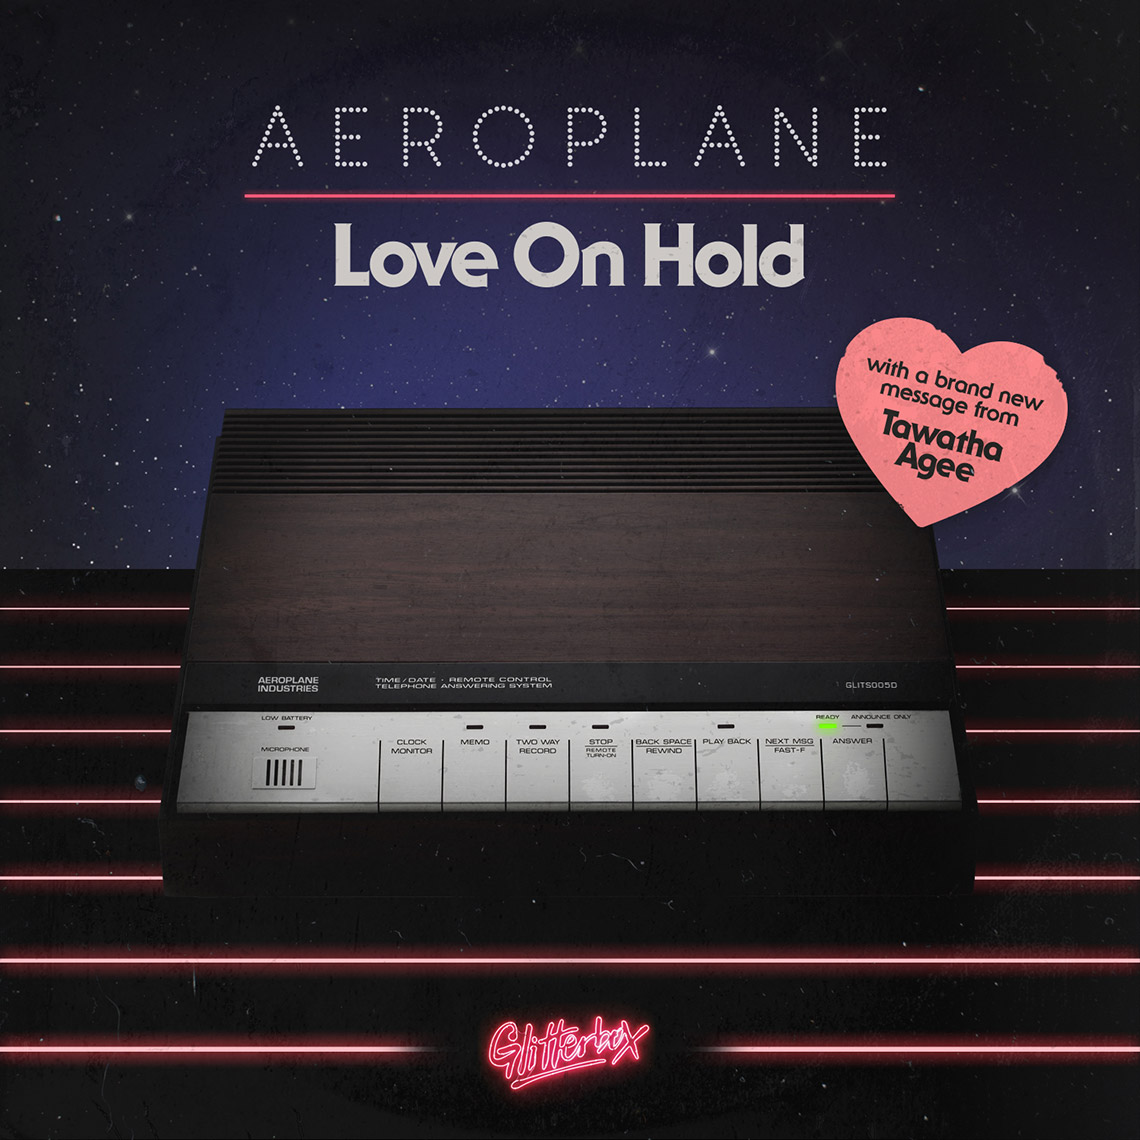 AEROPLANE
Love On Hold
with a brand new
message from
Tawatha
Agee
AEROPLANE
INDUSTRIES
TIME/DATE · REMOTE CONTROL
TELEPHONE ANSWERING SYSTEM
GLITS005D
LOW BATTERY
READY
ANNOUNCE ONLY
MICROPHONE
CLOCK
MONITOR
MEMO
TWO WAY
RECORD
STOP
REMOTE
TURN-ON
BACK SPACE
REWIND
PLAY BACK
NEXT MSG
FAST-F
ANSWER
Glitterbox